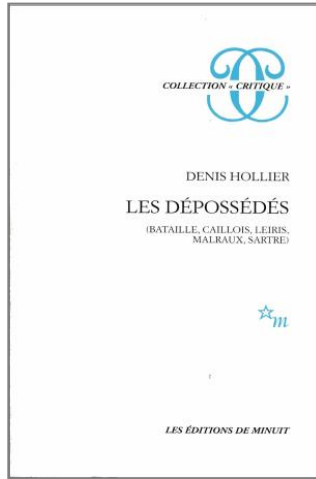 COLLECTION « CRITIQUE »
DENIS HOLLIER
LES DÉPOSSÉDÉS
(BATAILLE, CAILLOIS, LEIRIS,
MALRAUX, SARTRE)
m
LES ÉDITIONS DE MINUIT